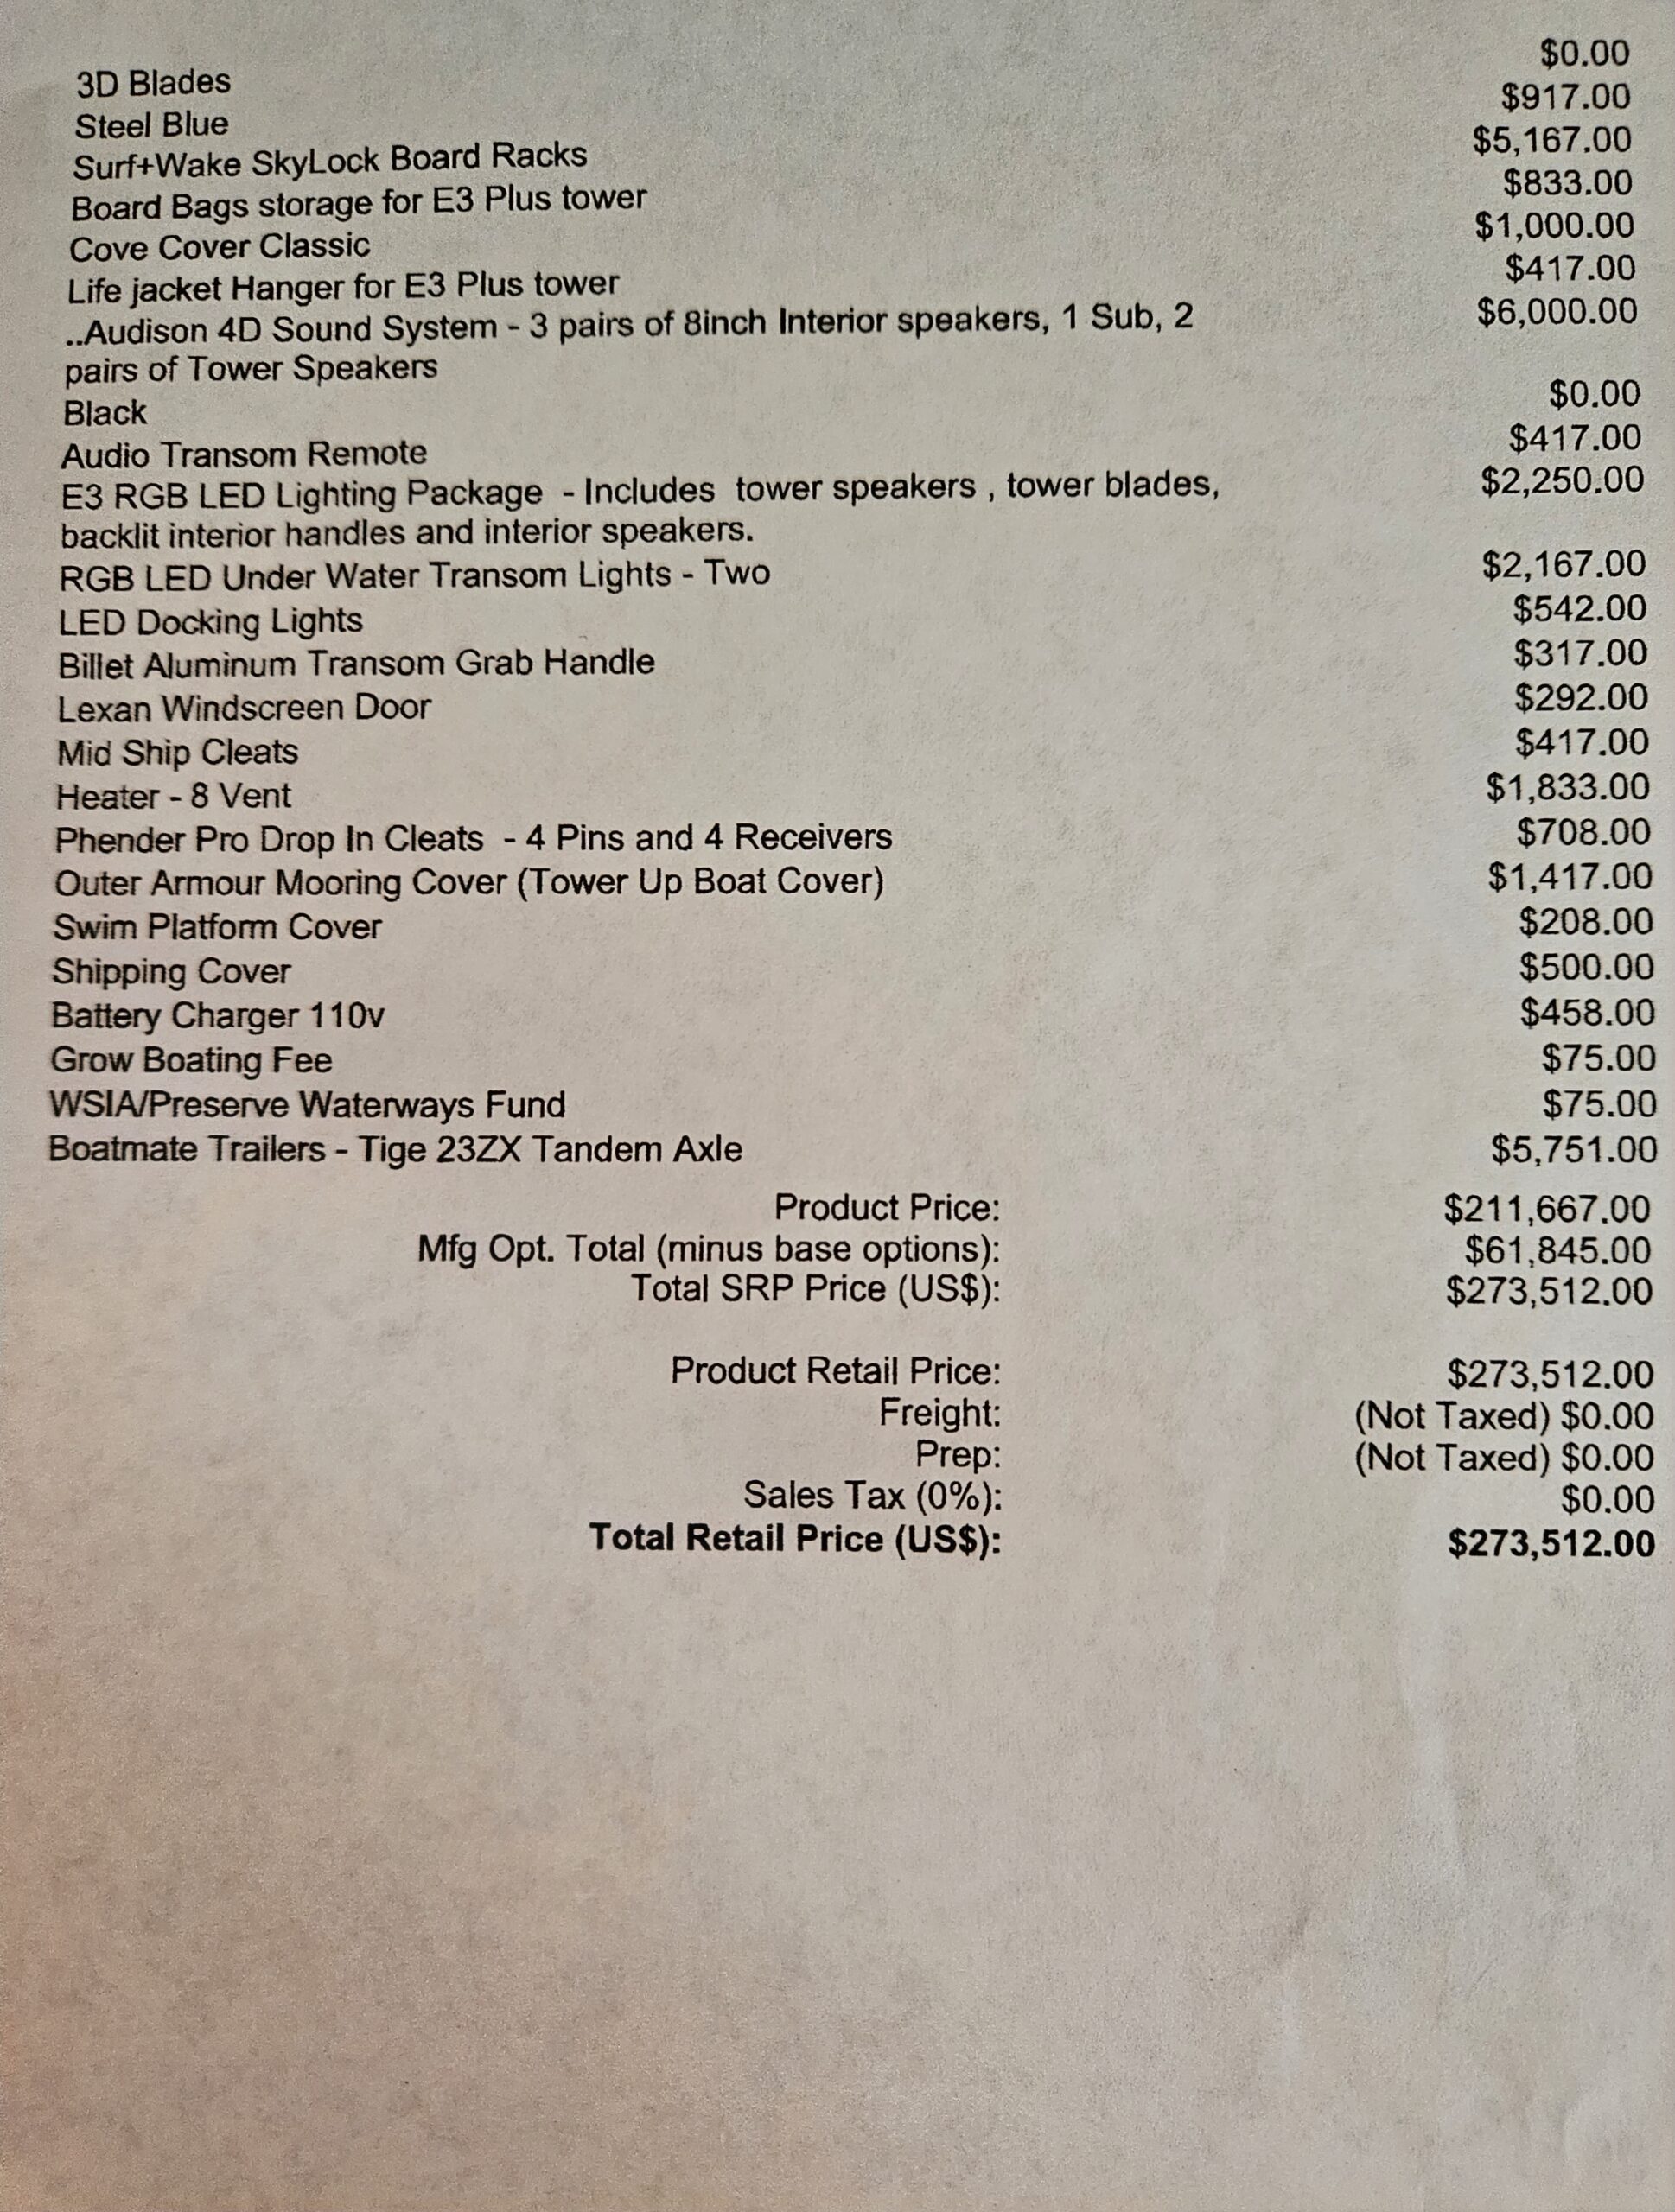 3D Blades $0.00
Steel Blue $917.00
Surf+Wake SkyLock Board Racks $5,167.00
Board Bags storage for E3 Plus tower $833.00
Cove Cover Classic $1,000.00
Life jacket Hanger for E3 Plus tower $417.00
..Audison 4D Sound System - 3 pairs of 8inch Interior speakers, 1 Sub, 2 $6,000.00
pairs of Tower Speakers
Black $0.00
Audio Transom Remote $417.00
E3 RGB LED Lighting Package - Includes tower speakers , tower blades, $2,250.00
backlit interior handles and interior speakers.
RGB LED Under Water Transom Lights - Two $2,167.00
LED Docking Lights $542.00
Billet Aluminum Transom Grab Handle $317.00
Lexan Windscreen Door $292.00
Mid Ship Cleats $417.00
Heater - 8 Vent $1,833.00
Phender Pro Drop In Cleats - 4 Pins and 4 Receivers $708.00
Outer Armour Mooring Cover (Tower Up Boat Cover) $1,417.00
Swim Platform Cover $208.00
Shipping Cover $500.00
Battery Charger 110v $458.00
Grow Boating Fee $75.00
WSIA/Preserve Waterways Fund $75.00
Boatmate Trailers - Tige 23ZX Tandem Axle $5,751.00
Product Price: $211,667.00
Mfg Opt. Total (minus base options): $61,845.00
Total SRP Price (US$): $273,512.00
Product Retail Price: $273,512.00
Freight: (Not Taxed) $0.00
Prep: (Not Taxed) $0.00
Sales Tax (0%): $0.00
Total Retail Price (US$): $273,512.00